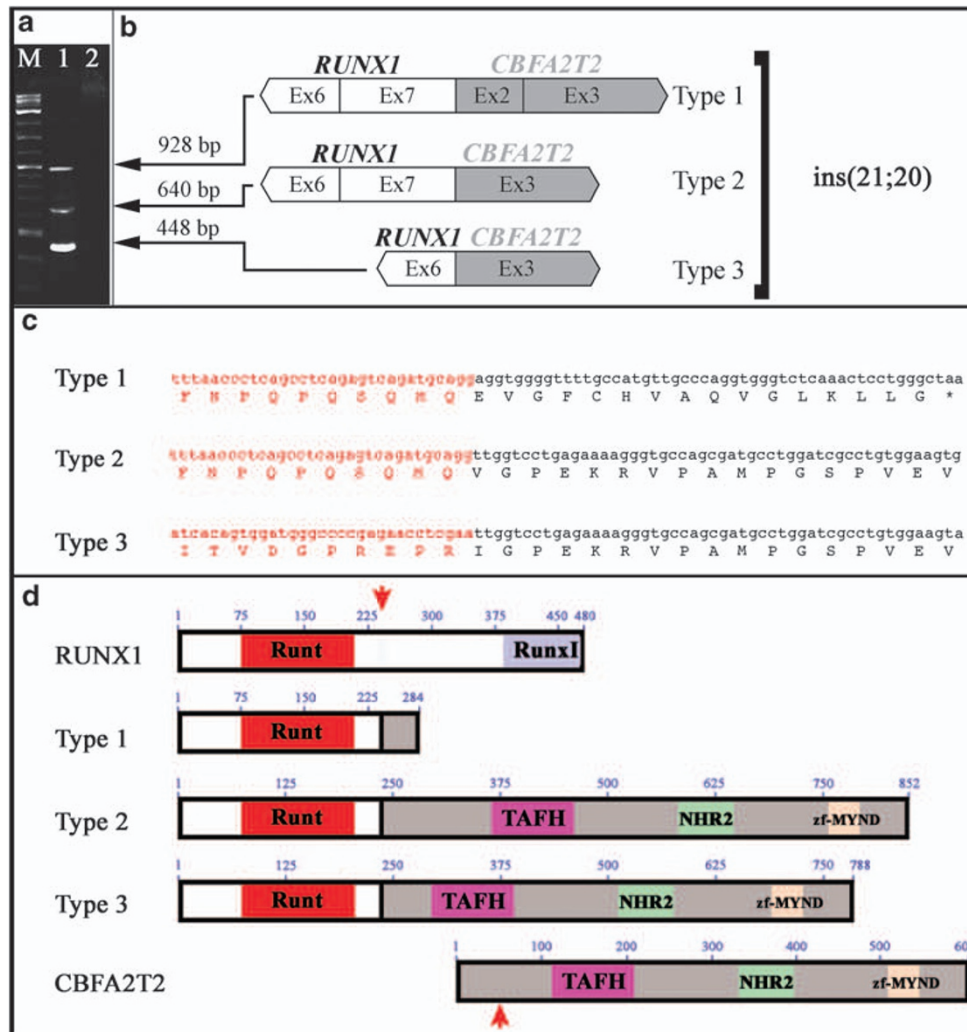 a
M 1 2
b
RUNX1 CBFA2T2
Ex6 Ex7 Ex2 Ex3 Type 1
928 bp
RUNX1 CBFA2T2
Ex6 Ex7 Ex3 Type 2
640 bp
ins(21;20)
448 bp
RUNX1 CBFA2T2
Ex6 Ex3 Type 3
c
Type 1 tttaaccctcagcctcagagtcagatgcaggaggtggggttttgccatgttgcccaggtgggtctcaaactcctgggctaa
F N P Q P Q S Q M Q E V G F C H V A Q V G L K L L G *
Type 2 tttaaccctcagcctcagagtcagatgcaggttggtcctgagaaaagggtgccagcgatgcctggatcgcctgtggaagtg
F N P Q P Q S Q M Q V G P E K R V P A M P G S P V E V
Type 3 atcacagtggatgggccccgagaacctcgaattggtcctgagaaaagggtgccagcgatgcctggatcgcctgtggaagta
I T V D G P R E P R I G P E K R V P A M P G S P V E V
d
1 75 150 225 300 375 450 480
RUNX1 Runt RunxI
1 75 150 225 284
Type 1 Runt
1 125 250 375 500 625 750 852
Type 2 Runt TAFH NHR2 zf-MYND
1 125 250 375 500 625 750 788
Type 3 Runt TAFH NHR2 zf-MYND
1 100 200 300 400 500
CBFA2T2 TAFH NHR2 zf-MYND